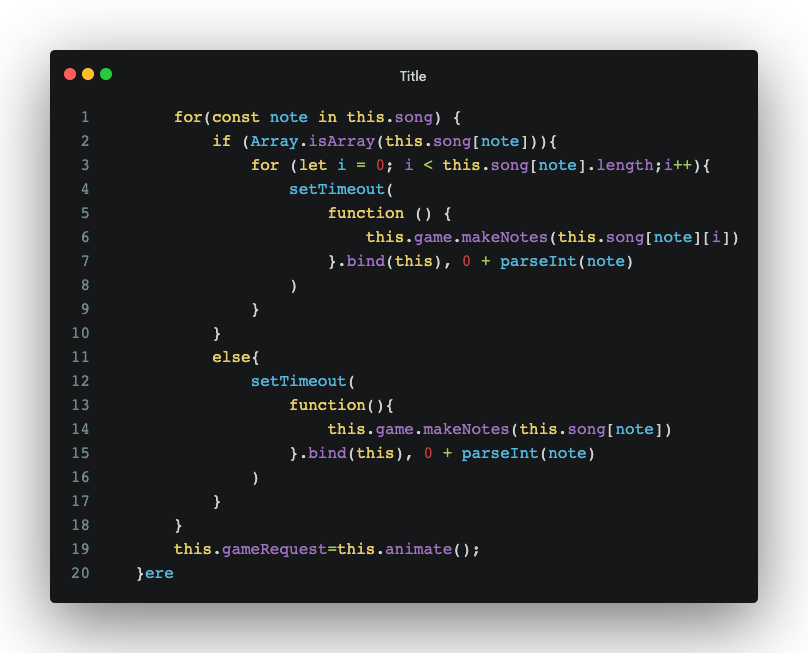 Title
1 for(const note in this.song) {
2 if (Array.isArray(this.song[note])){
3 for (let i = 0; i < this.song[note].length;i++){
4 setTimeout(
5 function () {
6 this.game.makeNotes(this.song[note][i])
7 }.bind(this), 0 + parseInt(note)
8 )
9 }
10 }
11 else{
12 setTimeout(
13 function(){
14 this.game.makeNotes(this.song[note])
15 }.bind(this), 0 + parseInt(note)
16 )
17 }
18 }
19 this.gameRequest=this.animate();
20 }ere